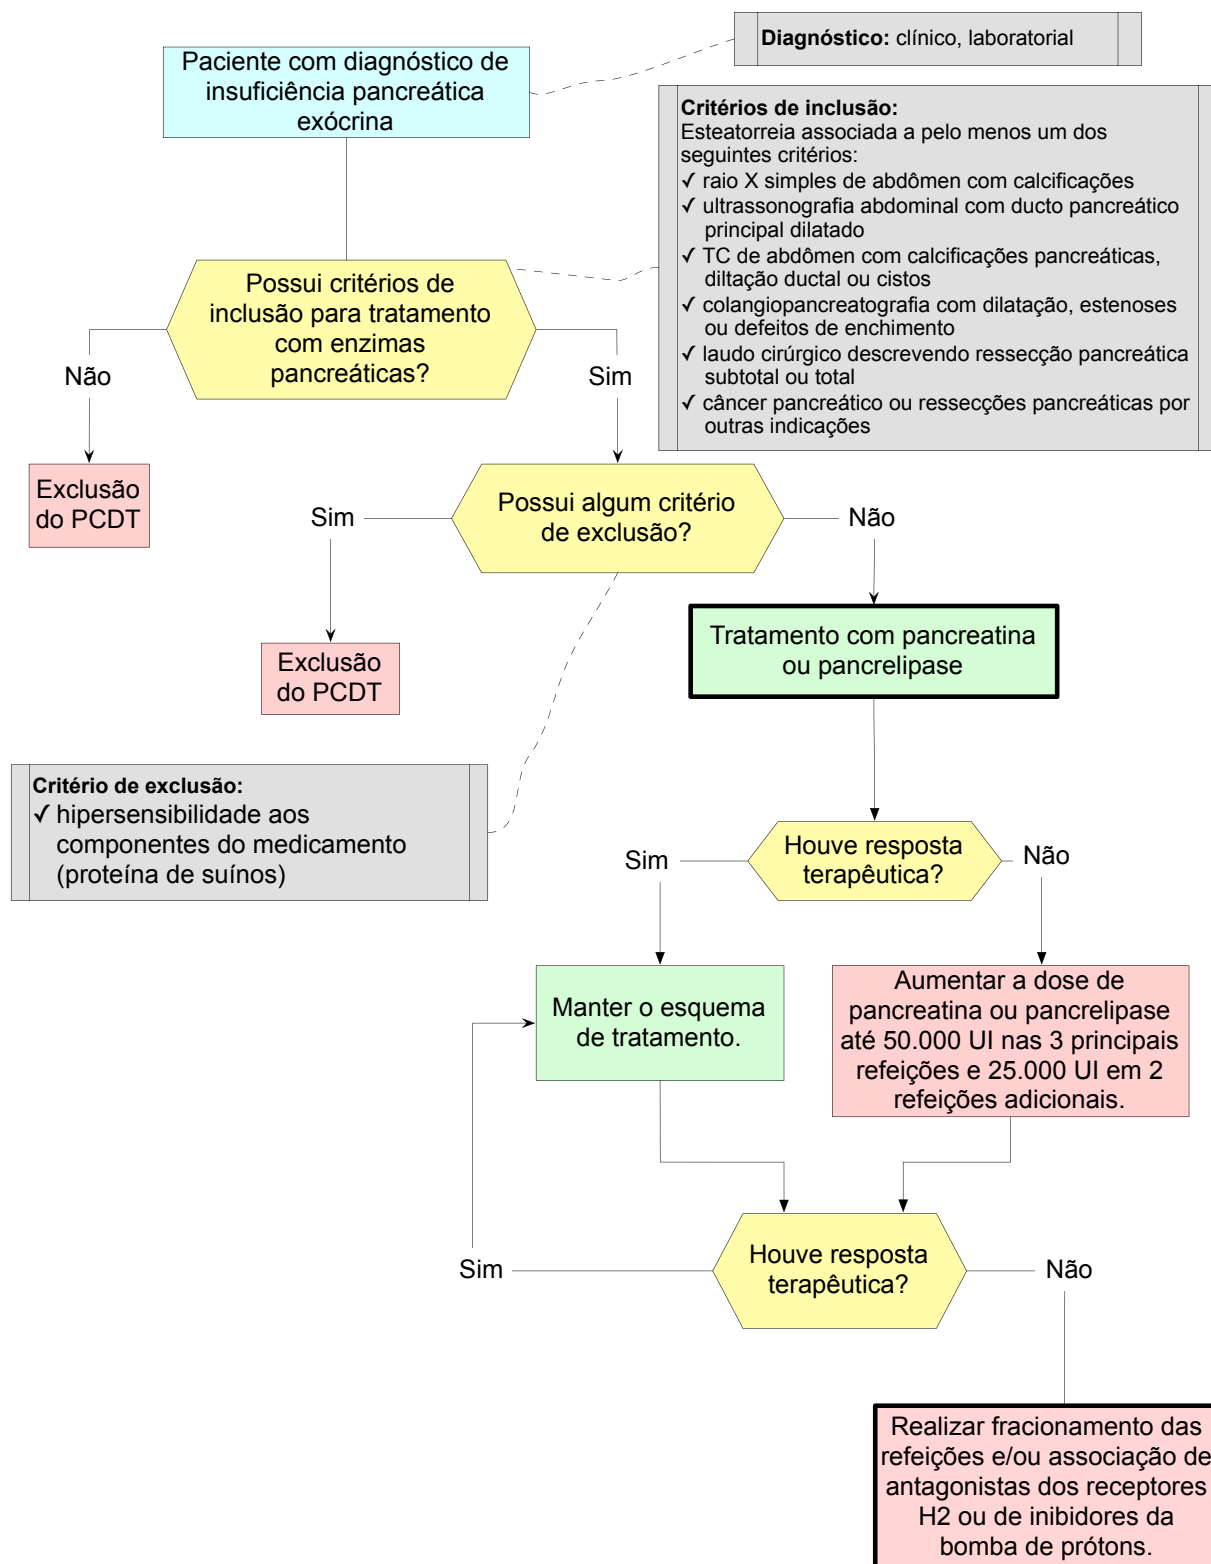 Diagnóstico: clínico, laboratorial
Paciente com diagnóstico de
insuficiência pancreática
exócrina
Critérios de inclusão:
Esteatorreia associada a pelo menos um dos
seguintes critérios:
✓ raio X simples de abdômen com calcificações
✓ ultrassonografia abdominal com ducto pancreático
principal dilatado
✓ TC de abdômen com calcificações pancreáticas,
diltação ductal ou cistos
✓ colangiopancreatografia com dilatação, estenoses
ou defeitos de enchimento
✓ laudo cirúrgico descrevendo ressecção pancreática
subtotal ou total
✓ câncer pancreático ou ressecções pancreáticas por
outras indicações
Possui critérios de
inclusão para tratamento
com enzimas
pancreáticas?
Não
Sim
Exclusão
do PCDT
Possui algum critério
de exclusão?
Sim
Não
Exclusão
do PCDT
Tratamento com pancreatina
ou pancrelipase
Critério de exclusão:
✓ hipersensibilidade aos
componentes do medicamento
(proteína de suínos)
Houve resposta
terapêutica?
Sim
Não
Manter o esquema
de tratamento.
Aumentar a dose de
pancreatina ou pancrelipase
até 50.000 UI nas 3 principais
refeições e 25.000 UI em 2
refeições adicionais.
Houve resposta
terapêutica?
Sim
Não
Realizar fracionamento das
refeições e/ou associação de
antagonistas dos receptores
H2 ou de inibidores da
bomba de prótons.